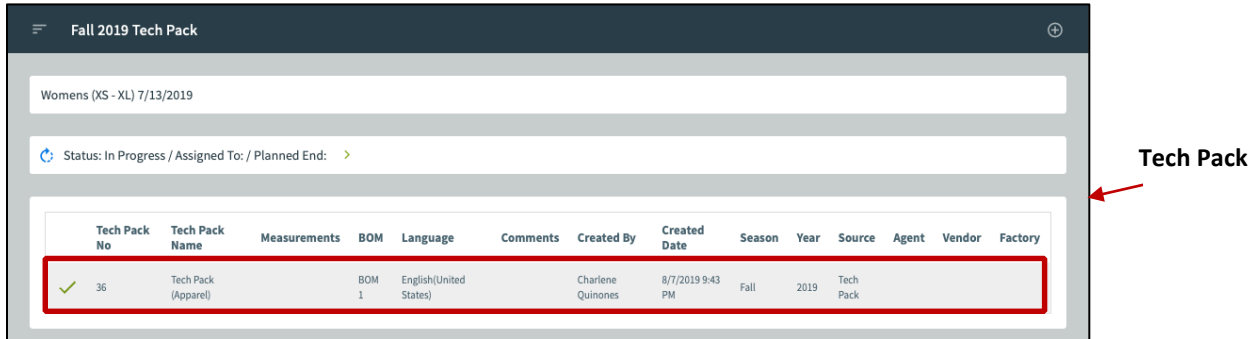 Fall 2019 Tech Pack
Womens (XS - XL) 7/13/2019
Status: In Progress / Assigned To: / Planned End:
Tech Pack
Tech Pack No Tech Pack Name Measurements BOM Language Comments Created By Created Date Season Year Source Agent Vendor Factory
36 Tech Pack (Apparel) BOM 1 English(United States) Charlene Quinones 8/7/2019 9:43 PM Fall 2019 Tech Pack